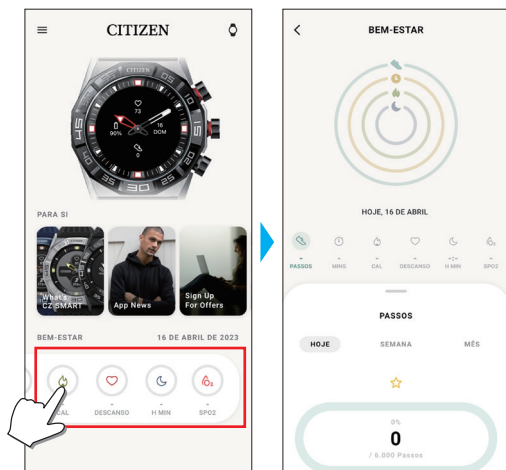 CITIZEN
CITIZEN
73
90%
16
DOM
0
PARA SI
What's
CZ SMART
App News
Sign Up
For Offers
BEM-ESTAR
16 DE ABRIL DE 2023
-
-
-
-
CAL
DESCANSO
H MIN
SPO2
BEM-ESTAR
HOJE, 16 DE ABRIL
-
-
-
-
-:-
-
PASSOS
MINS
CAL
DESCANSO
H MIN
SPO2
PASSOS
HOJE
SEMANA
MÊS
0%
0
/ 6.000 Passos